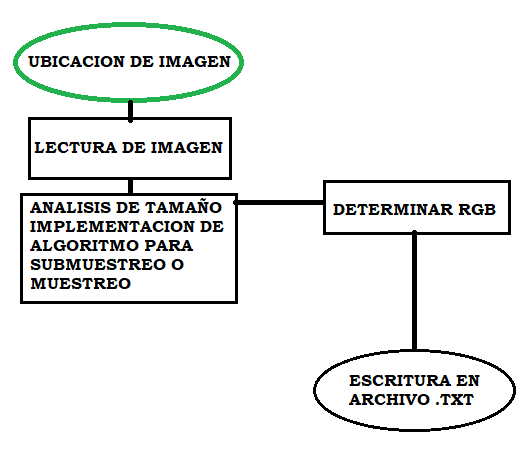 UBICACION DE IMAGEN
LECTURA DE IMAGEN
ANALISIS DE TAMAÑO
IMPLEMENTACION DE
ALGORITMO PARA
SUBMUESTREO O
MUESTREO
DETERMINAR RGB
ESCRITURA EN
ARCHIVO .TXT